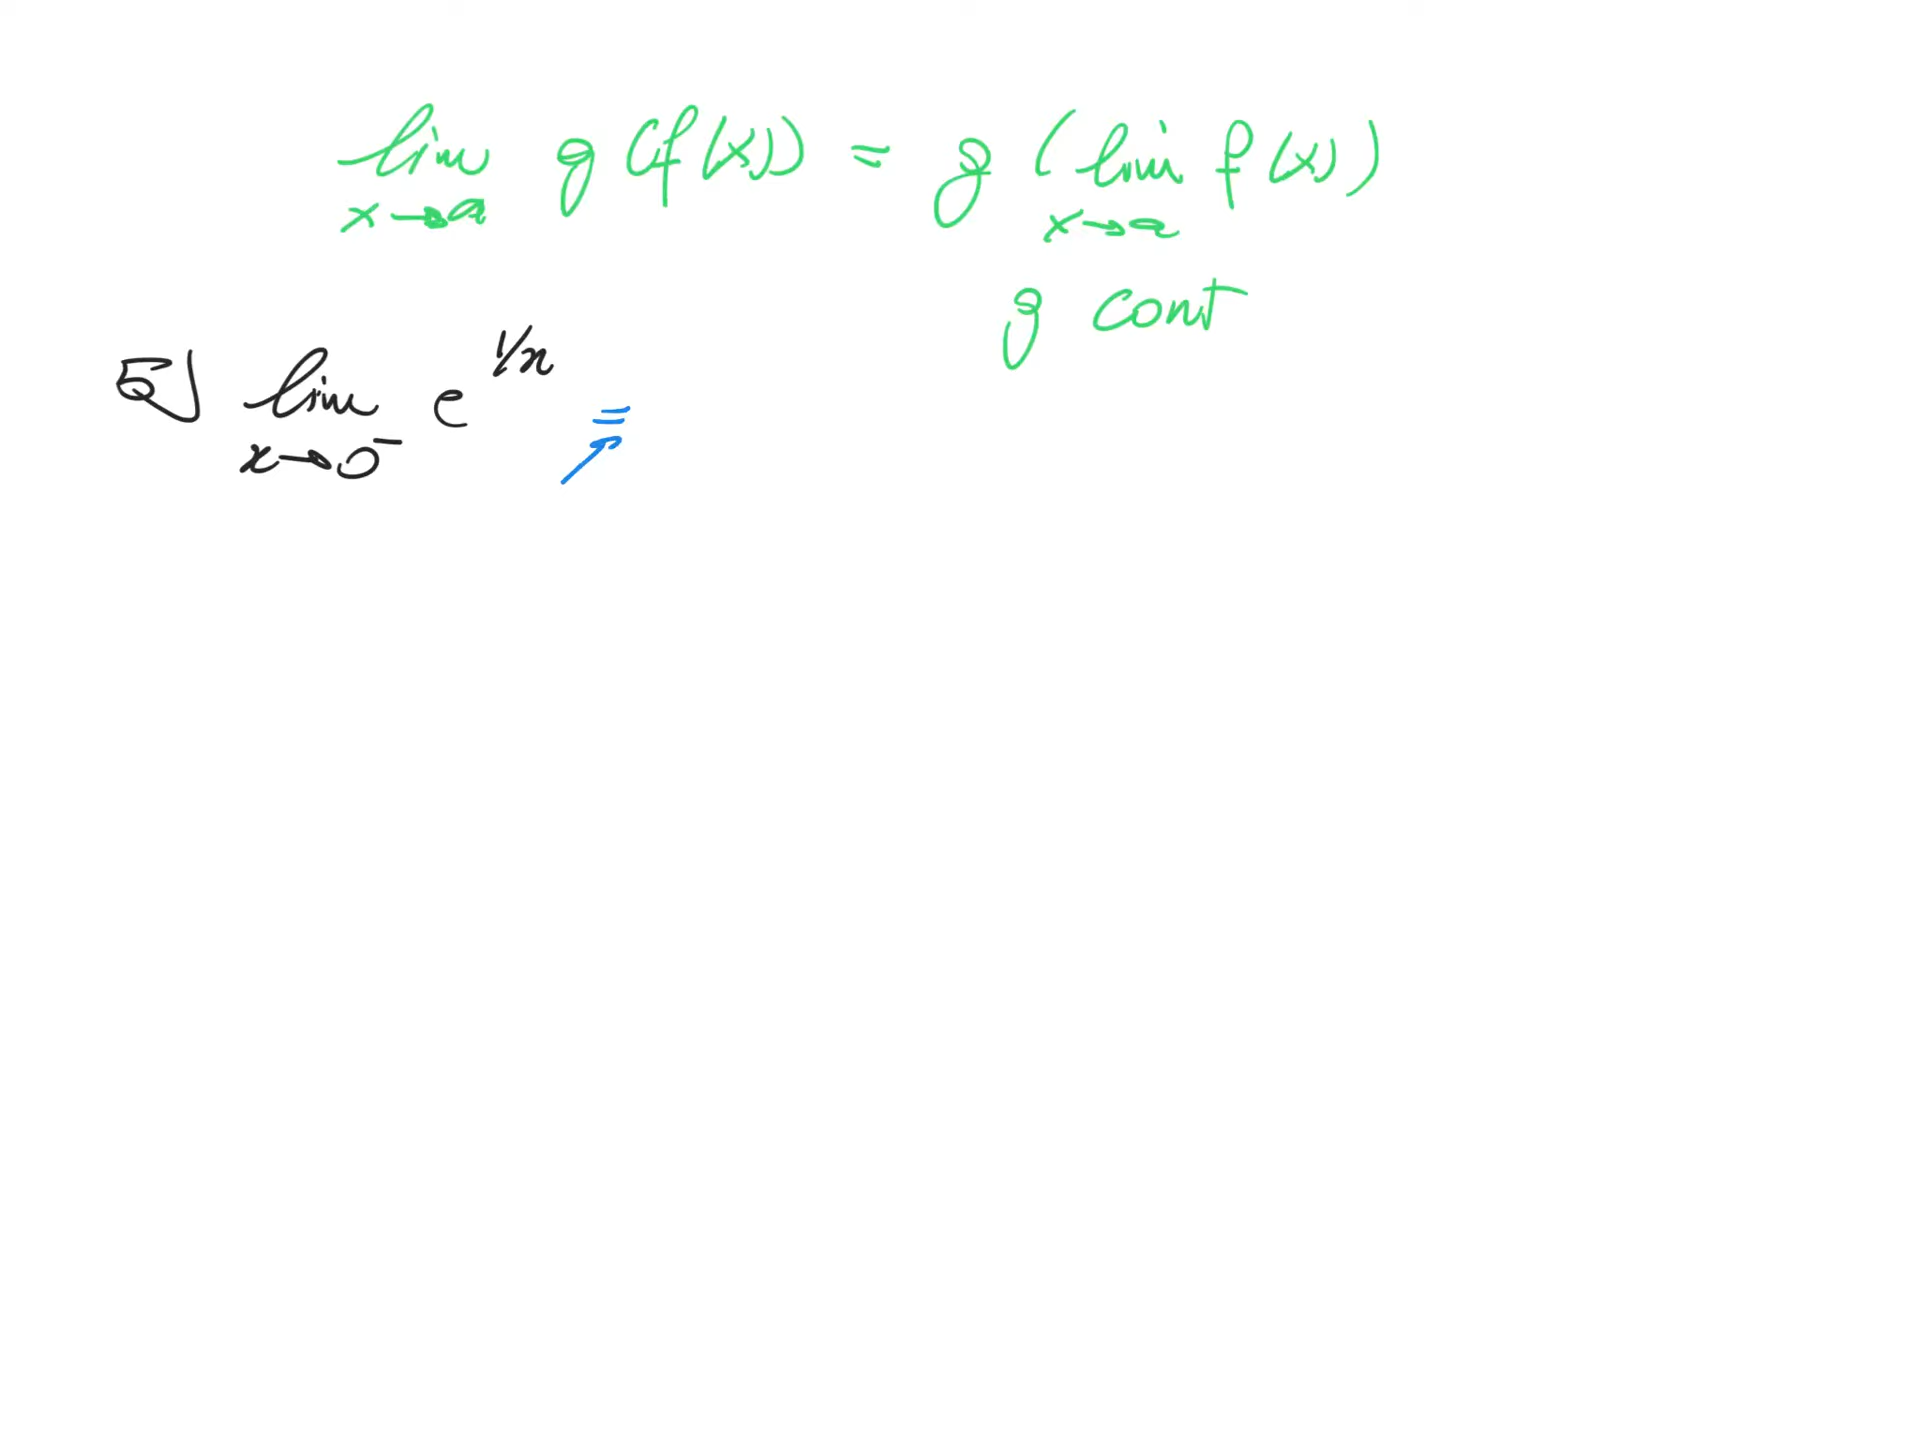 lim g(f(x)) = g(lim f(x))
x→a x→a
g cont
5) lim e^{1/x} =
x→0⁻